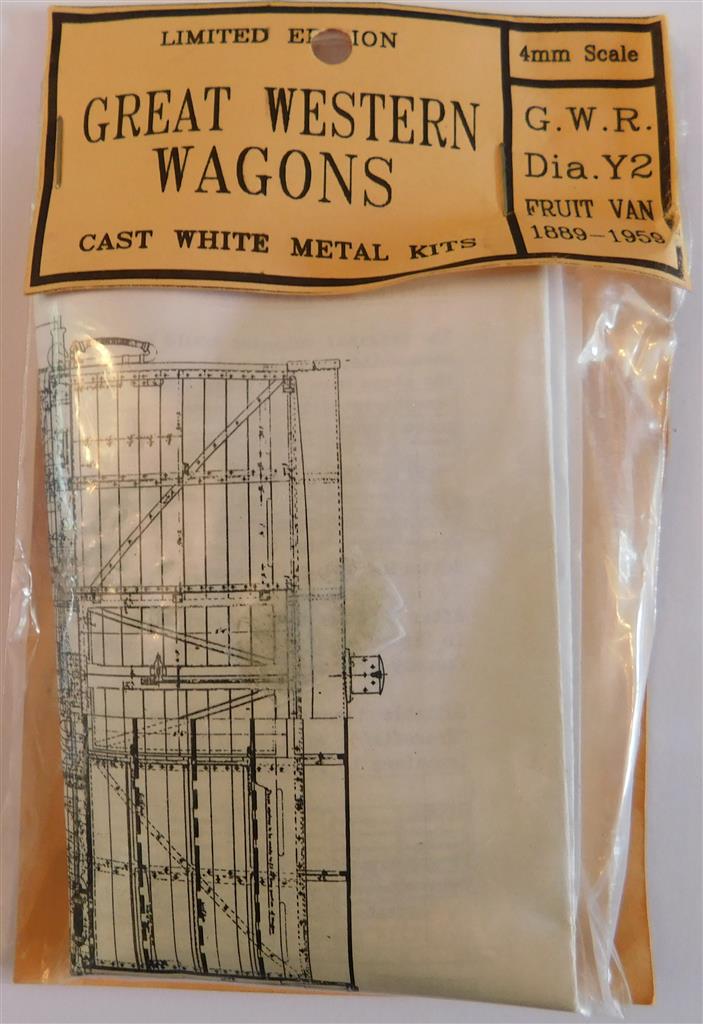 LIMITED EDITION
GREAT WESTERN
WAGONS
CAST WHITE METAL KITS
4mm Scale
G.W.R.
Dia.Y2
FRUIT VAN
1889-1959